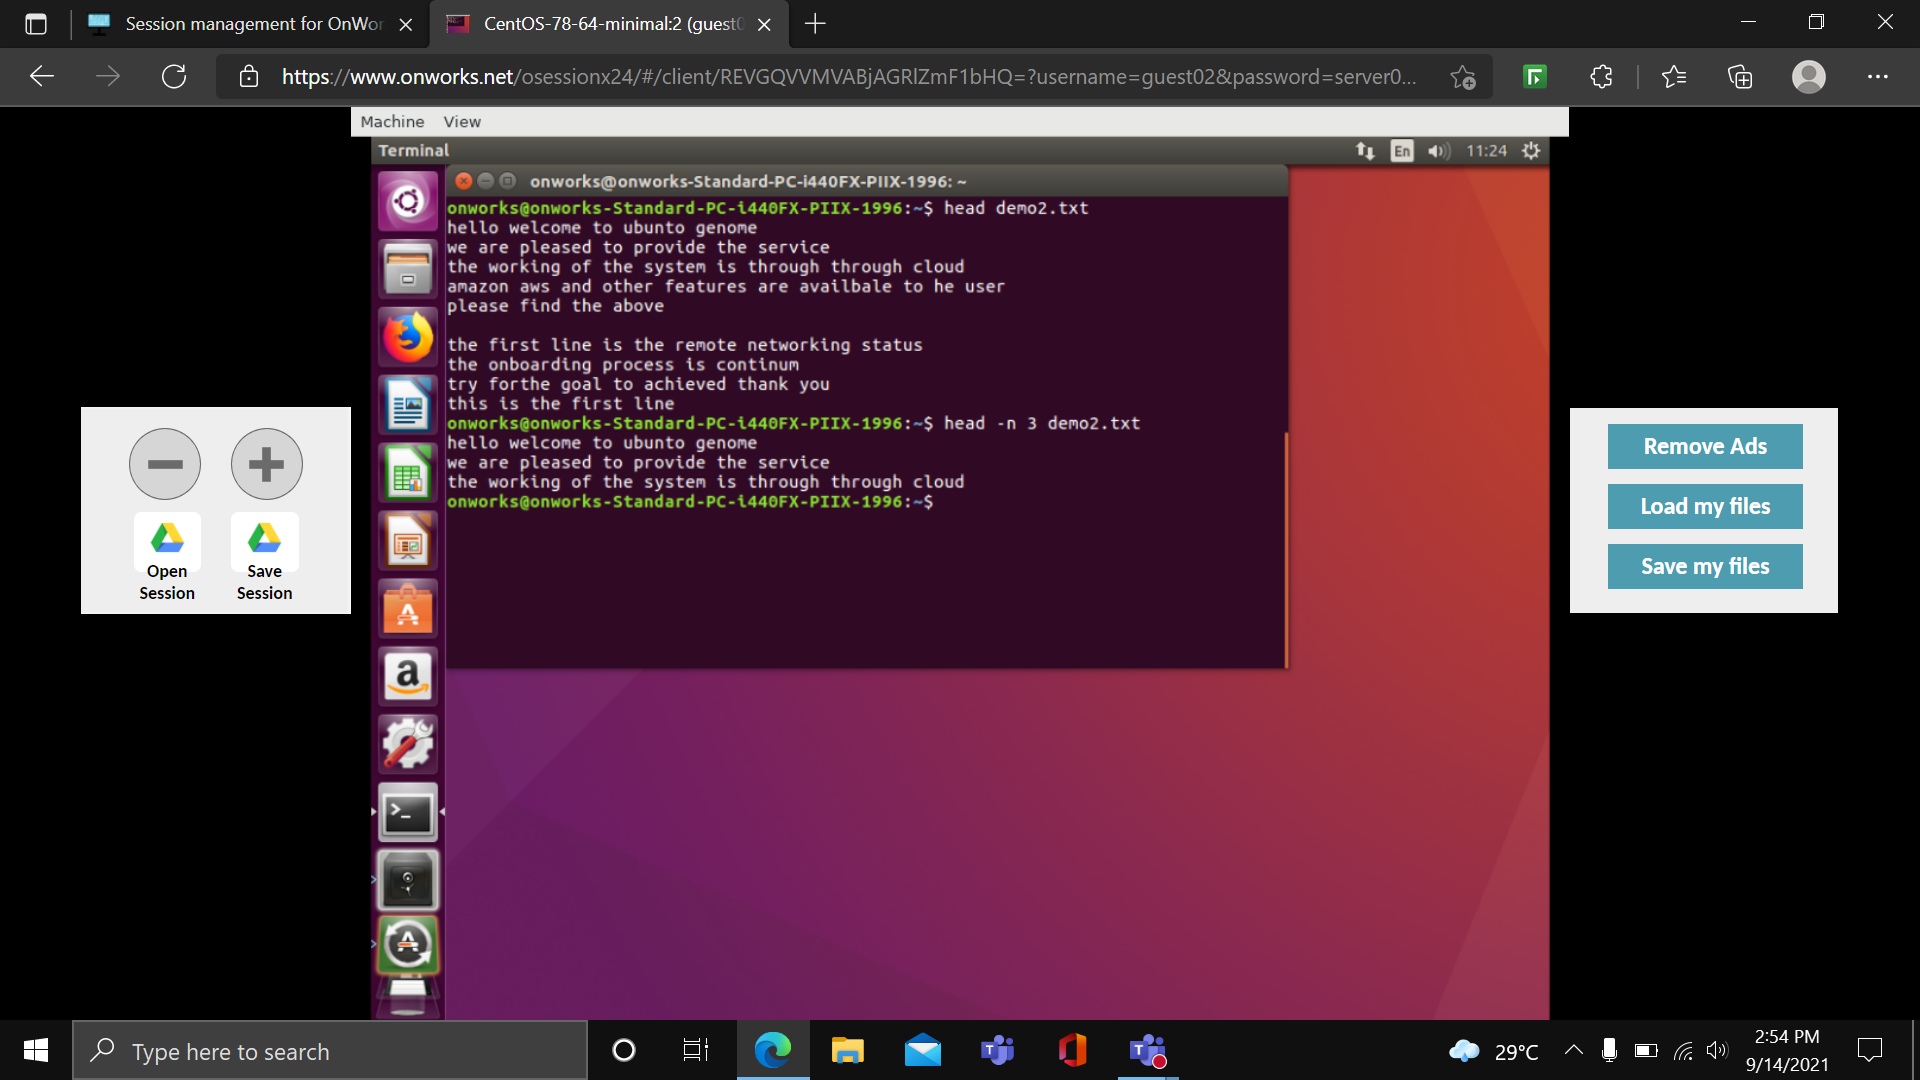 Session management for OnWor
CentOS-78-64-minimal:2 (guest0
https://www.onworks.net/osessionx24/#/client/REVGQVVMVABjAGRlZmF1bHQ=?username=guest02&password=server0...
Machine View
Terminal
En
11:24
onworks@onworks-Standard-PC-i440FX-PIIX-1996: ~
onworks@onworks-Standard-PC-i440FX-PIIX-1996:~$ head demo2.txt
hello welcome to ubunto genome
we are pleased to provide the service
the working of the system is through through cloud
amazon aws and other features are availbale to he user
please find the above
the first line is the remote networking status
the onboarding process is continum
try forthe goal to achieved thank you
this is the first line
onworks@onworks-Standard-PC-i440FX-PIIX-1996:~$ head -n 3 demo2.txt
hello welcome to ubunto genome
we are pleased to provide the service
the working of the system is through through cloud
onworks@onworks-Standard-PC-i440FX-PIIX-1996:~$
Open
Session
Save
Session
Remove Ads
Load my files
Save my files
Type here to search
29°C
2:54 PM
9/14/2021